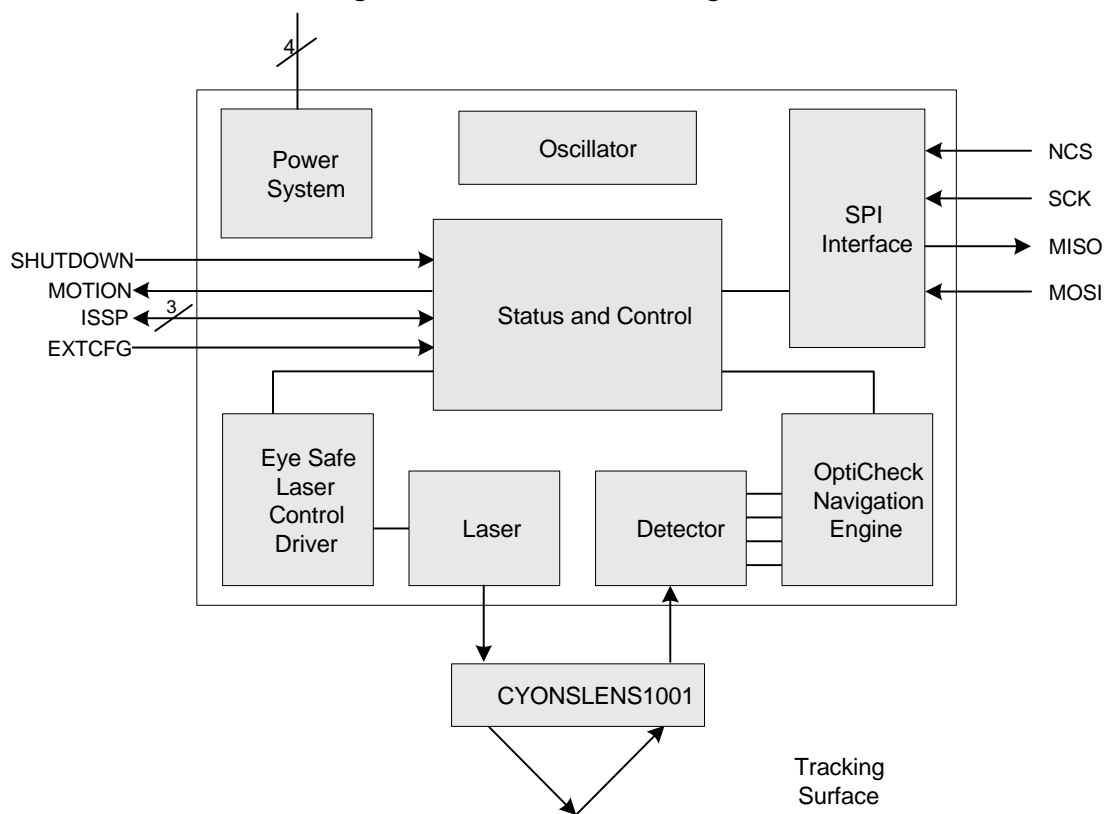 4
Power
System
Oscillator
SPI
Interface
NCS
SCK
MISO
MOSI
SHUTDOWN
MOTION
ISSP
3
EXTCFG
Status and Control
Eye Safe
Laser
Control
Driver
Laser
Detector
OptiCheck
Navigation
Engine
CYONSLENS1001
Tracking
Surface